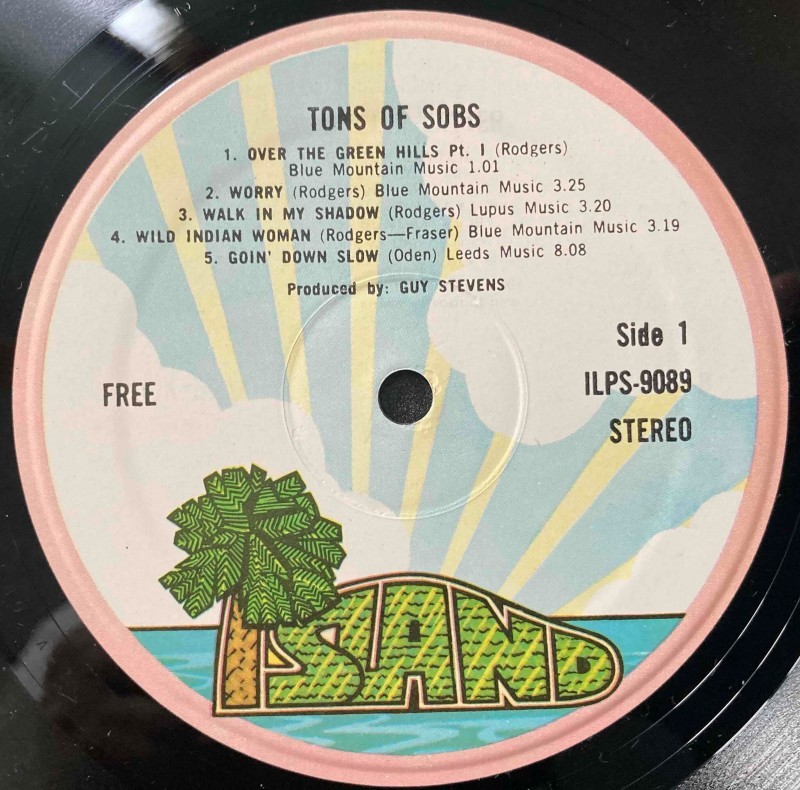 TONS OF SOBS
1. OVER THE GREEN HILLS Pt. I (Rodgers)
Blue Mountain Music 1.01
2. WORRY (Rodgers) Blue Mountain Music 3.25
3. WALK IN MY SHADOW (Rodgers) Lupus Music 3.20
4. WILD INDIAN WOMAN (Rodgers—Fraser) Blue Mountain Music 3.19
5. GOIN' DOWN SLOW (Oden) Leeds Music 8.08
Produced by: GUY STEVENS
Side 1
FREE
ILPS-9089
STEREO
ISLAND